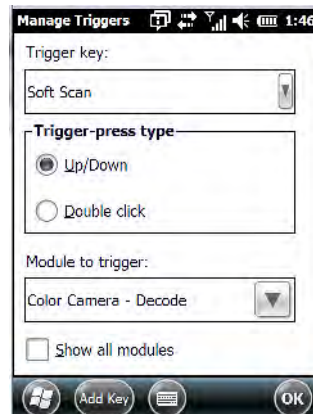 Manage Triggers 1:46
Trigger key:
Soft Scan
Trigger-press type
Up/Down
Double click
Module to trigger:
Color Camera - Decode
Show all modules
Add Key OK